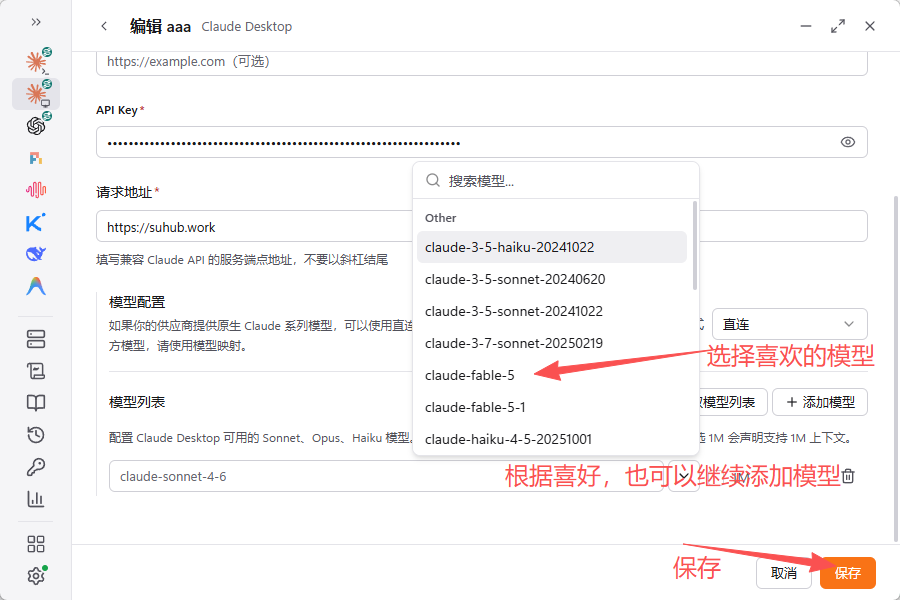 编辑 aaa Claude Desktop
https://example.com（可选）
API Key*
请求地址*
https://suhub.work
填写兼容 Claude API 的服务端点地址，不要以斜杠结尾
搜索模型...
Other
claude-3-5-haiku-20241022
claude-3-5-sonnet-20240620
claude-3-5-sonnet-20241022
claude-3-7-sonnet-20250219
claude-fable-5
claude-fable-5-1
claude-haiku-4-5-20251001
模型配置
如果你的供应商提供原生 Claude 系列模型，可以使用直连
方模型，请使用模型映射。
直连
选择喜欢的模型
模型列表
模型列表
添加模型
配置 Claude Desktop 可用的 Sonnet、Opus、Haiku 模型。
1M 会声明支持 1M 上下文。
claude-sonnet-4-6
根据喜好，也可以继续添加模型
保存
取消
保存